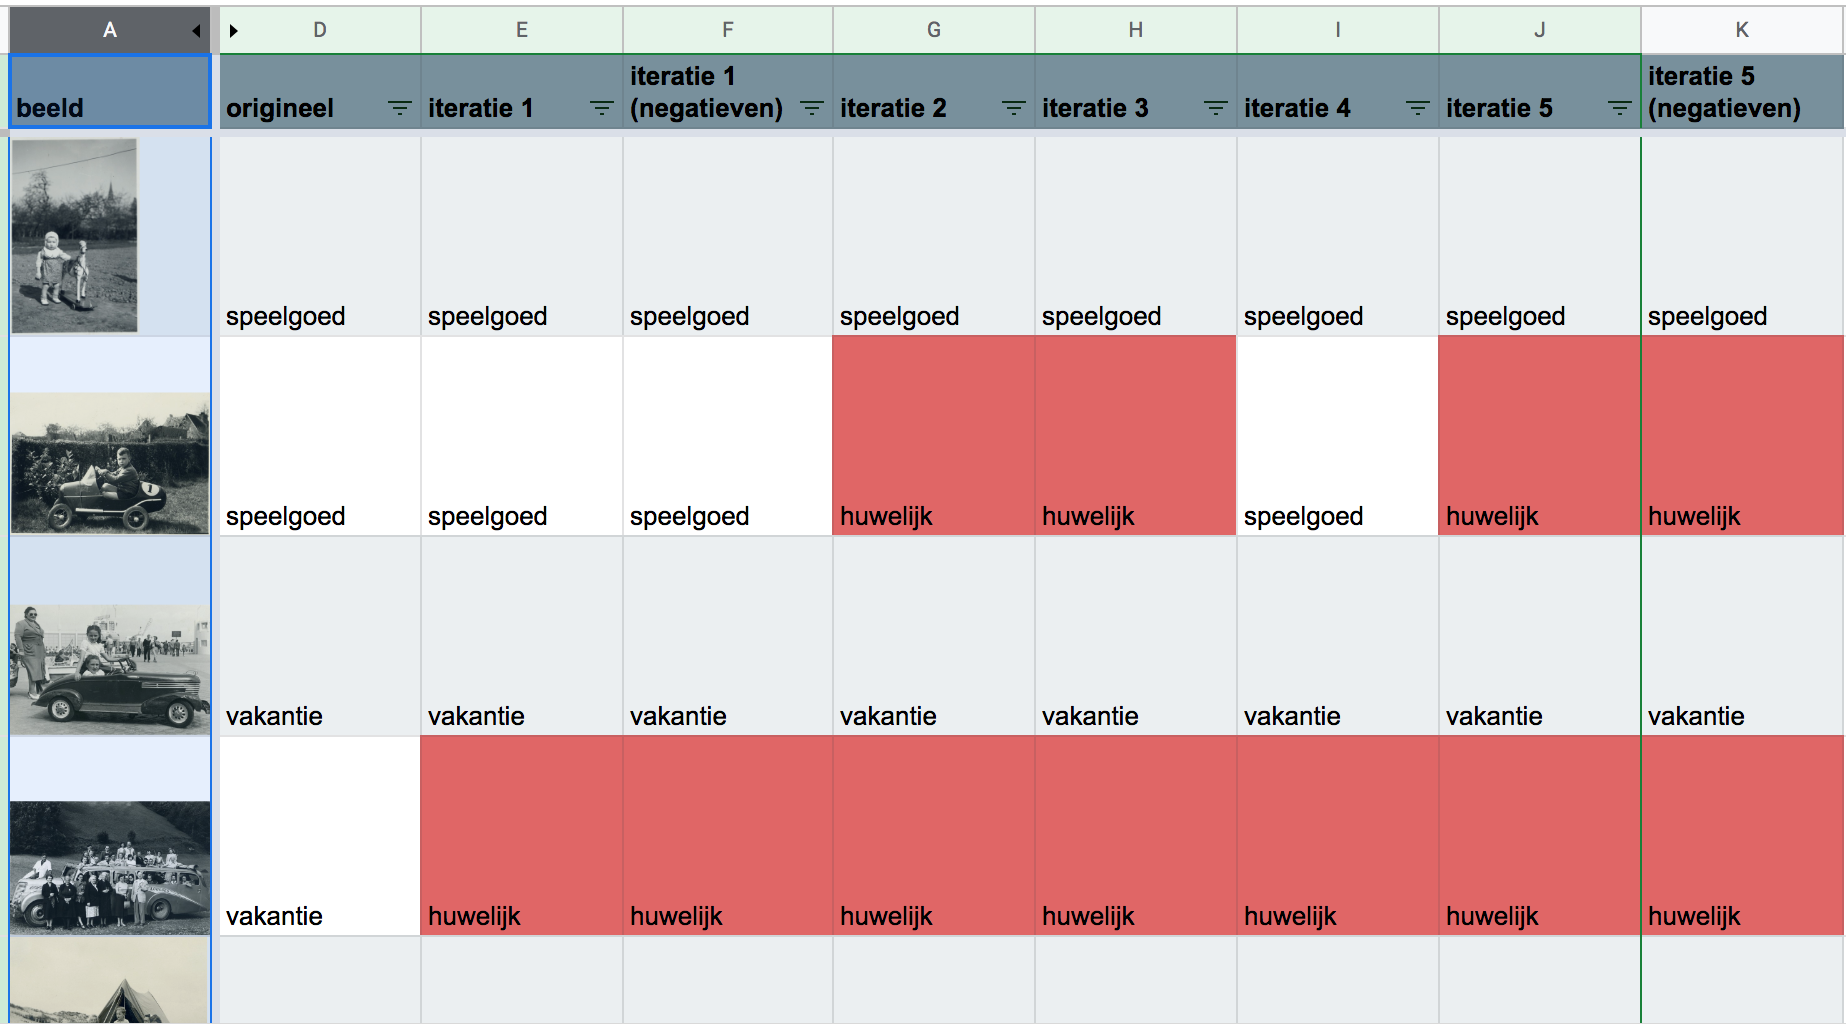 A D E F G H I J K
beeld origineel iteratie 1 iteratie 1 (negatieven) iteratie 2 iteratie 3 iteratie 4 iteratie 5 iteratie 5 (negatieven)
speelgoed speelgoed speelgoed speelgoed speelgoed speelgoed speelgoed speelgoed
1
speelgoed speelgoed speelgoed huwelijk huwelijk speelgoed huwelijk huwelijk
vakantie vakantie vakantie vakantie vakantie vakantie vakantie vakantie
vakantie huwelijk huwelijk huwelijk huwelijk huwelijk huwelijk huwelijk